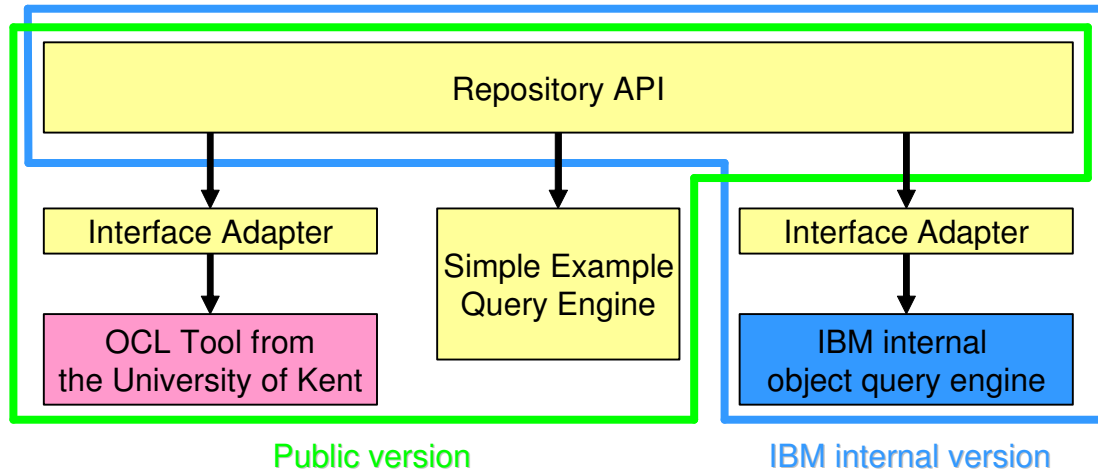 Repository API
Interface Adapter
Simple Example
Query Engine
Interface Adapter
OCL Tool from
the University of Kent
IBM internal
object query engine
Public version
IBM internal version